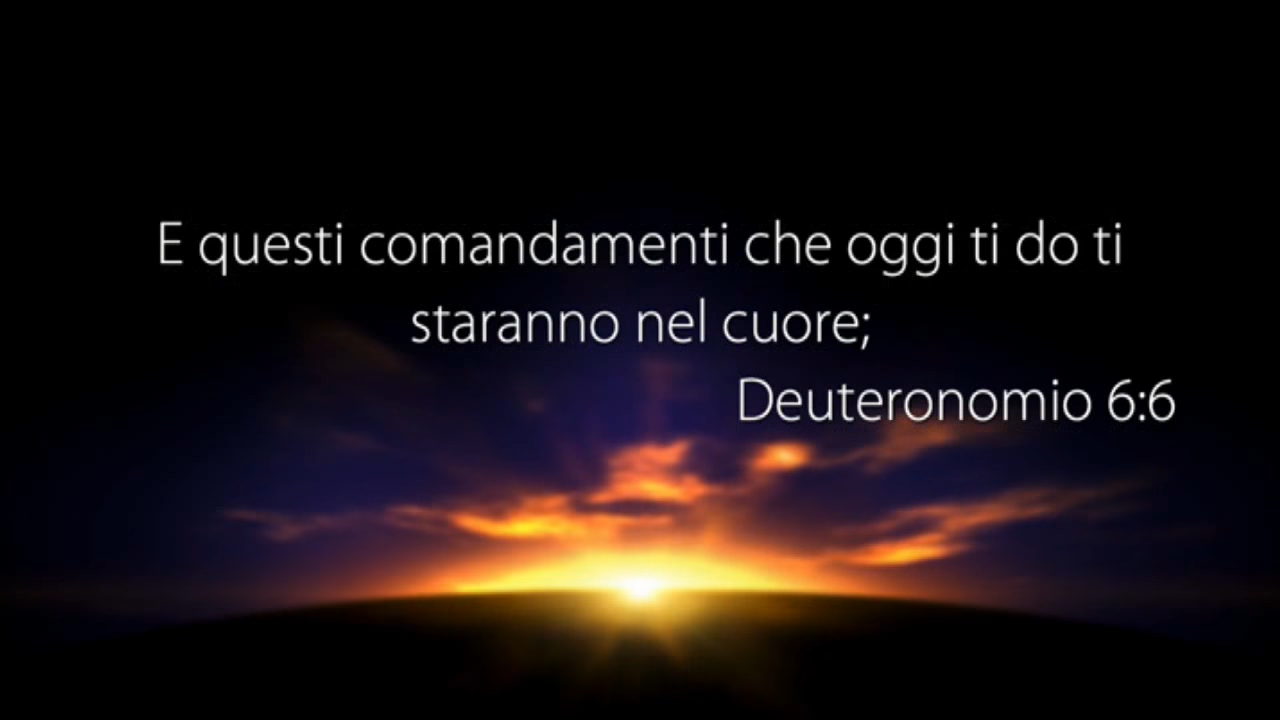 E questi comandamenti che oggi ti do ti
staranno nel cuore;
Deuteronomio 6:6